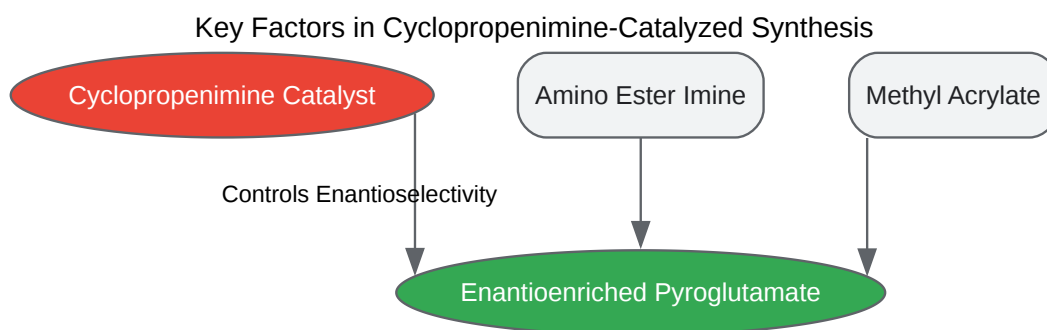 Key Factors in Cyclopropenimine-Catalyzed Synthesis
Cyclopropenimine Catalyst
Amino Ester Imine
Methyl Acrylate
Controls Enantioselectivity
Enantioenriched Pyroglutamate